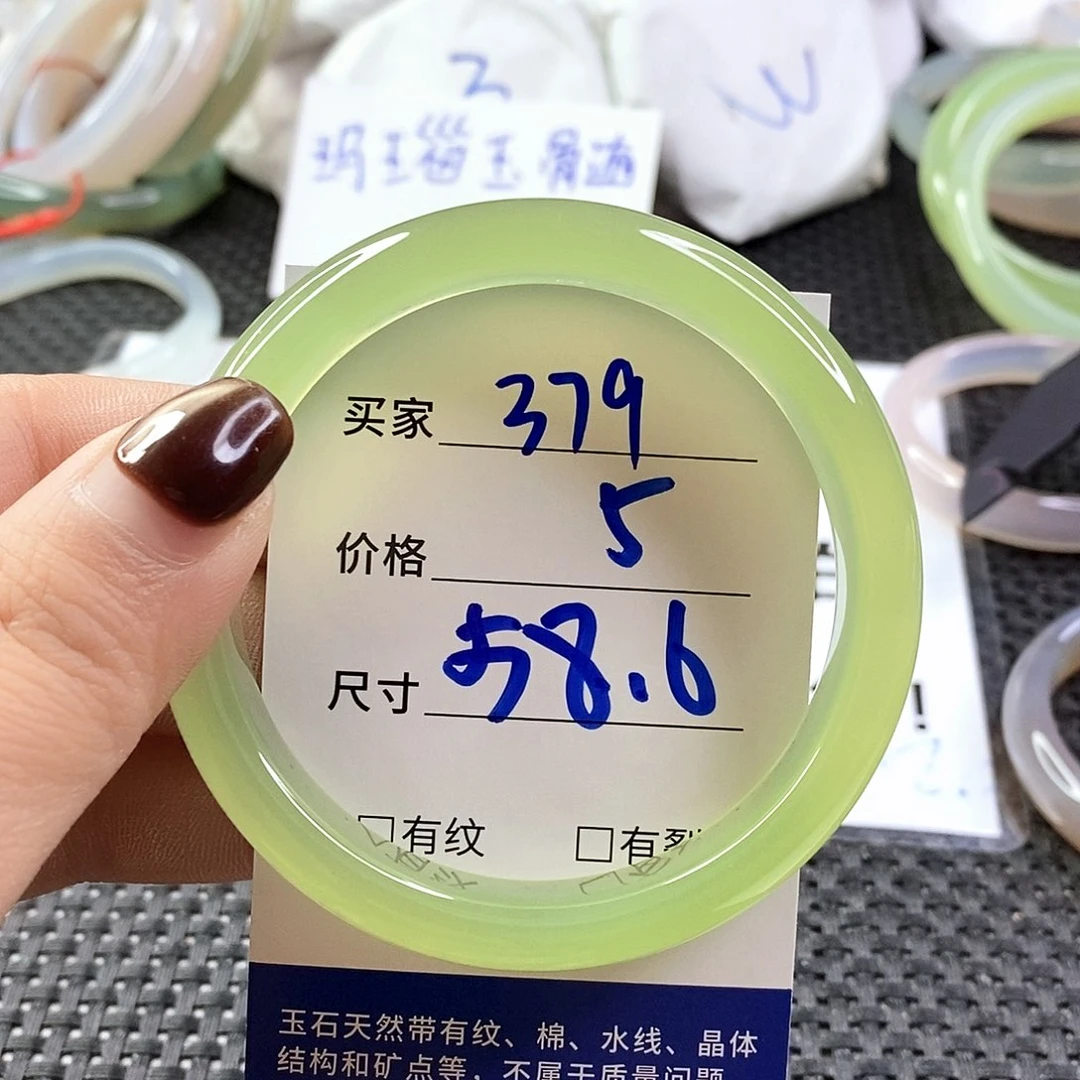 玛瑙玉骨髓
买家 379
价格 5
尺寸 58.6
□有纹 □有裂
玉石天然带有纹、棉、水线、晶体
结构和矿点等，不属于质量问题